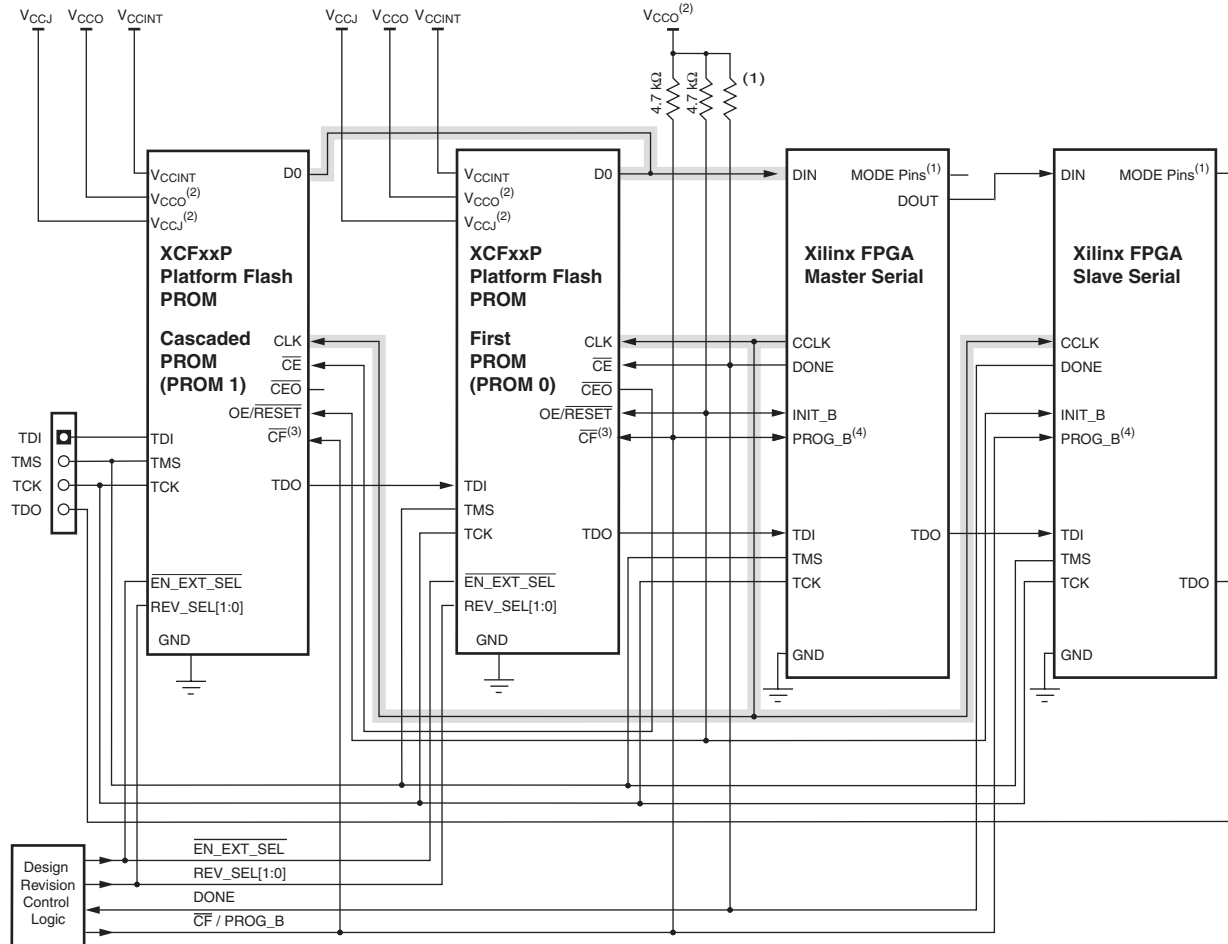 VCCJ VCCO VCCINT
VCCJ VCCO VCCINT
VCCO(2)
4.7 kΩ
4.7 kΩ
(1)
VCCINT
VCCO(2)
VCCJ(2)
D0
XCFxxP
Platform Flash
PROM
Cascaded
PROM
(PROM 1)
CLK
CE
CEO
OE/RESET
CF(3)
TDI
TMS
TCK
TDO
EN_EXT_SEL
REV_SEL[1:0]
GND
VCCINT
VCCO(2)
VCCJ(2)
D0
XCFxxP
Platform Flash
PROM
First
PROM
(PROM 0)
CLK
CE
CEO
OE/RESET
CF(3)
TDI
TMS
TCK
TDO
EN_EXT_SEL
REV_SEL[1:0]
GND
DIN
MODE Pins(1)
DOUT
Xilinx FPGA
Master Serial
CCLK
DONE
INIT_B
PROG_B(4)
TDI
TMS
TCK
TDO
GND
DIN
MODE Pins(1)
Xilinx FPGA
Slave Serial
CCLK
DONE
INIT_B
PROG_B(4)
TDI
TMS
TCK
TDO
GND
TDI
TMS
TCK
TDO
Design
Revision
Control
Logic
EN_EXT_SEL
REV_SEL[1:0]
DONE
CF / PROG_B